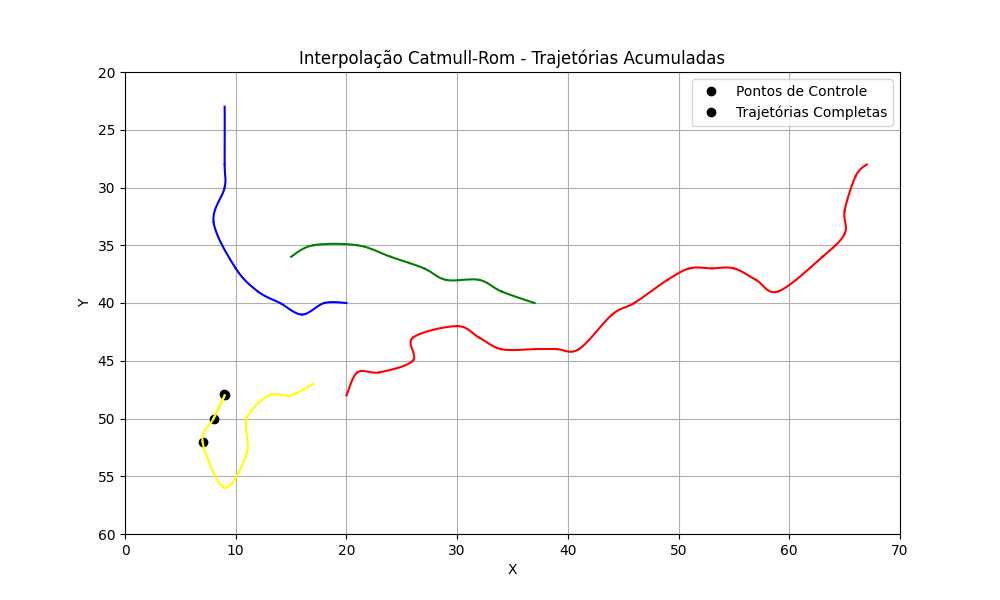 Interpolação Catmull-Rom - Trajetórias Acumuladas
Pontos de Controle
Trajetórias Completas
20
25
30
35
40
45
50
55
60
Y
0 10 20 30 40 50 60 70
X